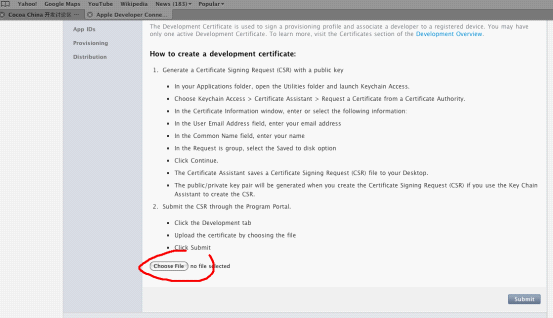 Yahoo! Google Maps YouTube Wikipedia News (183) Popular
Cocoa China Apple Developer Conne...
The Development Certificate is used to sign a provisioning profile and associate a developer to a registered device. You may have
only one active Development Certificate. To learn more, visit the Certificates section of the Development Overview.
App IDs
Provisioning
Distribution
How to create a development certificate:
1. Generate a Certificate Signing Request (CSR) with a public key
• In your Applications folder, open the Utilities folder and launch Keychain Access.
• Choose Keychain Access > Certificate Assistant > Request a Certificate from a Certificate Authority.
• In the Certificate Information window, enter or select the following information:
• In the User Email Address field, enter your email address
• In the Common Name field, enter your name
• In the Request is group, select the Saved to disk option
• Click Continue.
• The Certificate Assistant saves a Certificate Signing Request (CSR) file to your Desktop.
• The public/private key pair will be generated when you create the Certificate Signing Request (CSR) if you use the Key Chain
Assistant to create the CSR.
2. Submit the CSR through the Program Portal.
• Click the Development tab
• Upload the certificate by choosing the file
• Click Submit
Choose File no file selected
Submit